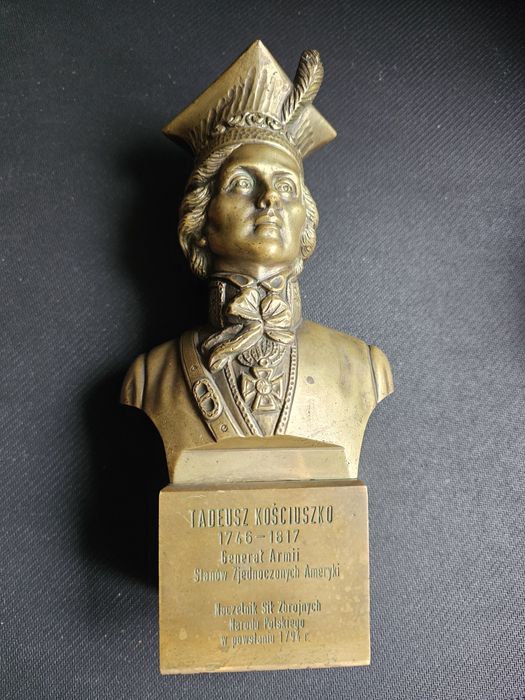 TADEUSZ KOŚCIUSZKO
1746-1817
Generał Armii
Stanów Zjednoczonych Ameryki
Naczelnik Sił Zbrojnych
Narodu Polskiego
w powstaniu 1794 r.